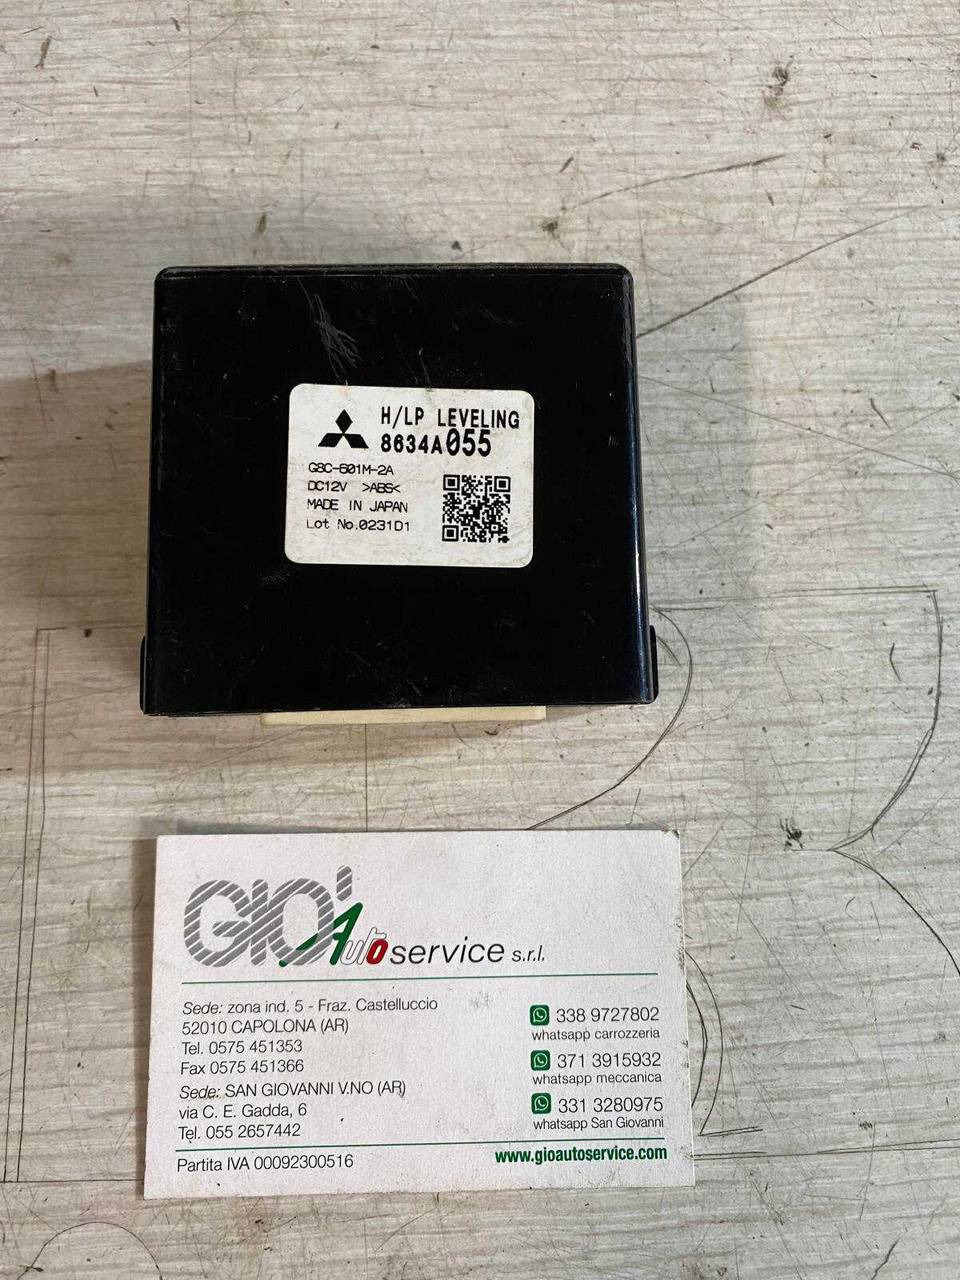 H/LP LEVELING
8634A055
G8C-601M-2A
DC12V >ABS<
MADE IN JAPAN
Lot No.0231D1
GIO' Auto service s.r.l.
Sede: zona ind. 5 - Fraz. Castelluccio
52010 CAPOLONA (AR)
Tel. 0575 451353
Fax 0575 451366
Sede: SAN GIOVANNI V.NO (AR)
via C. E. Gadda, 6
Tel. 055 2657442
338 9727802
whatsapp carrozzeria
371 3915932
whatsapp meccanica
331 3280975
whatsapp San Giovanni
Partita IVA 00092300516
www.gioautoservice.com